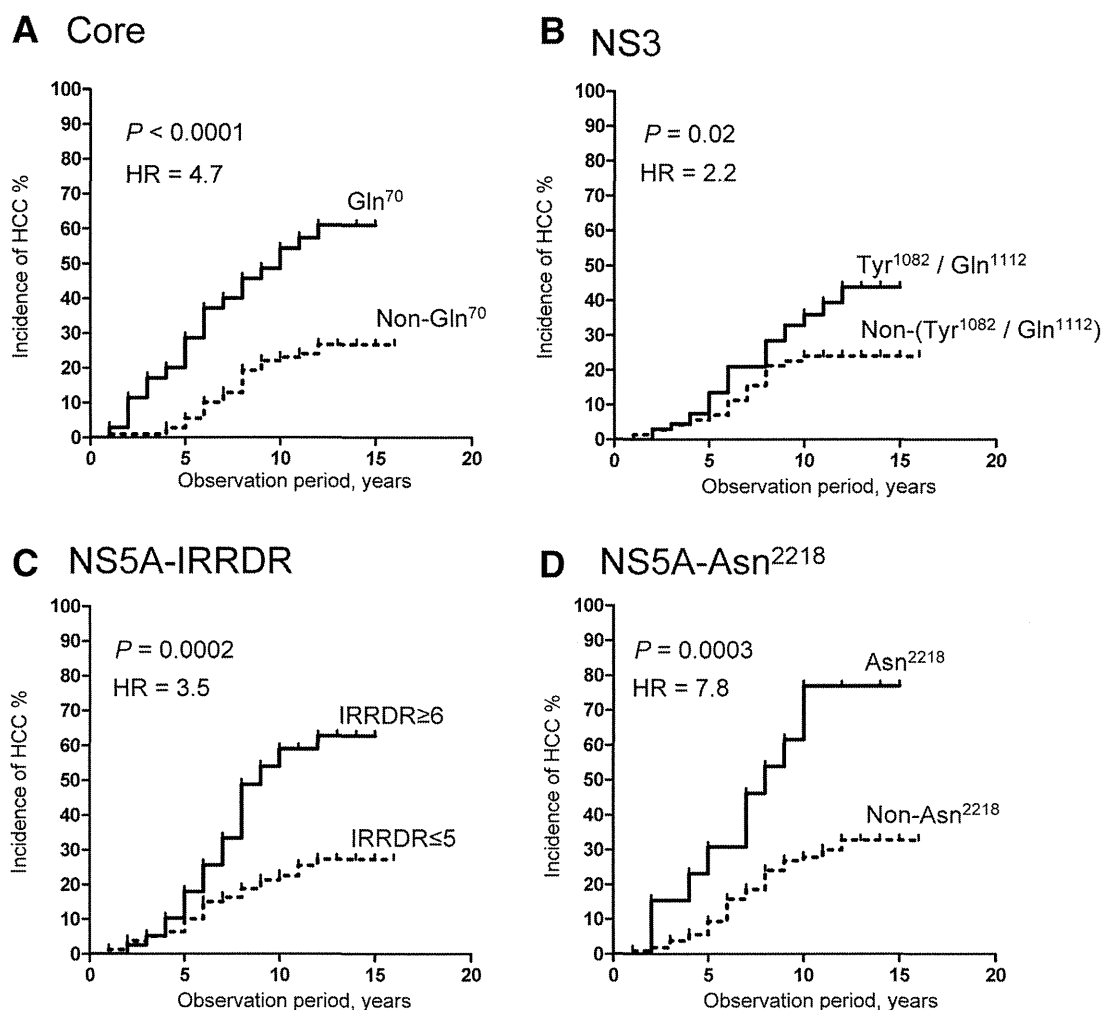 A Core
100
90
80
70
60
50
40
30
20
10
0
Incidence of HCC %
P < 0.0001
HR = 4.7
Gln⁷⁰
Non-Gln⁷⁰
0 5 10 15 20
Observation period, years
B NS3
100
90
80
70
60
50
40
30
20
10
0
Incidence of HCC %
P = 0.02
HR = 2.2
Tyr¹⁰⁸² / Gln¹¹¹²
Non-(Tyr¹⁰⁸² / Gln¹¹¹²)
0 5 10 15 20
Observation period, years
C NS5A-IRRDR
100
90
80
70
60
50
40
30
20
10
0
Incidence of HCC %
P = 0.0002
HR = 3.5
IRRDR≥6
IRRDR≤5
0 5 10 15 20
Observation period, years
D NS5A-Asn²²¹⁸
100
90
80
70
60
50
40
30
20
10
0
Incidence of HCC %
P = 0.0003
HR = 7.8
Asn²²¹⁸
Non-Asn²²¹⁸
0 5 10 15 20
Observation period, years